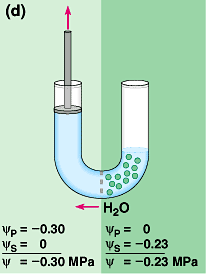 (d)
H₂O
ψP = −0.30
ψS = 0
ψ = −0.30 MPa
ψP = 0
ψS = −0.23
ψ = −0.23 MPa